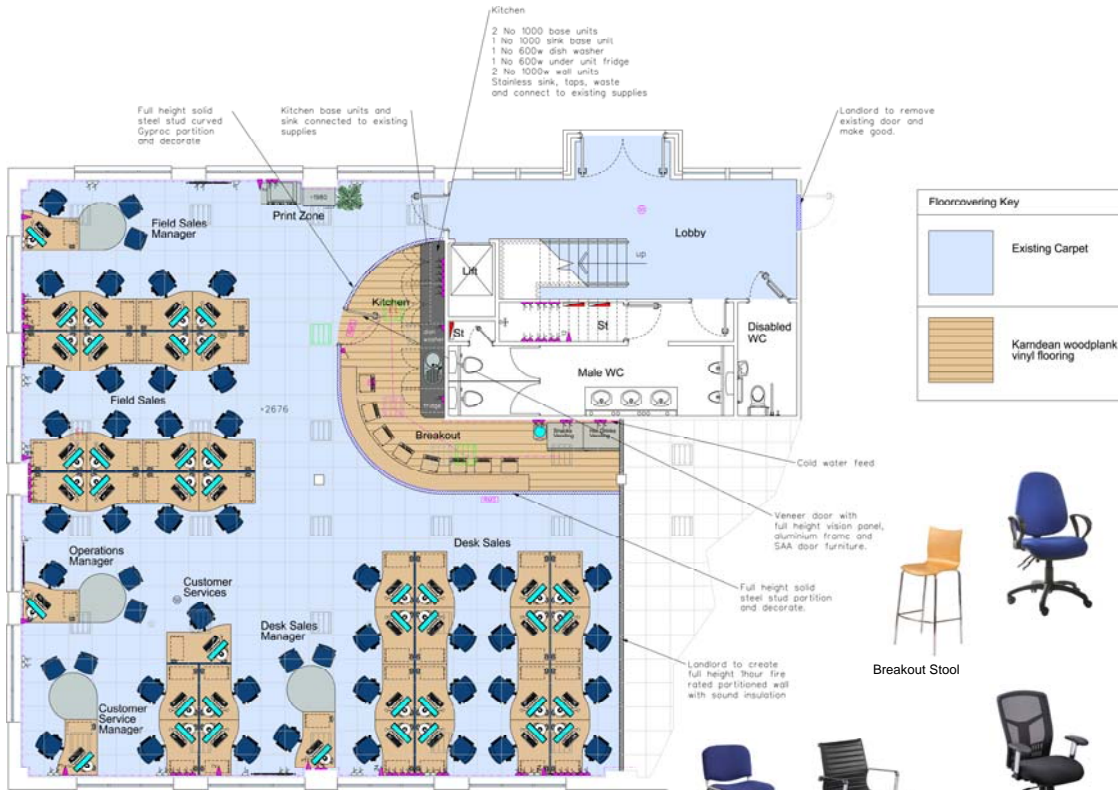 Kitchen
2 No 1000 base units
1 No 1000 sink base unit
1 No 600w dish washer
1 No 600w under unit fridge
2 No 1000w wall units
Stainless sink, taps, waste
and connect to existing supplies
Full height solid
steel stud curved
Gyproc partition
and decorate
Kitchen base units and
sink connected to existing
supplies
Landlord to remove
existing door and
make good.
Floorcovering Key
Existing Carpet
Karndean woodplank
vinyl flooring
Print Zone
Field Sales
Manager
Lobby
up
Lift
Kitchen
dish
washer
fridge
St
St
Disabled
WC
Male WC
Field Sales
+2676
Breakout
Cold water feed
Veneer door with
full height vision panel,
aluminium frame and
SAA door furniture.
Operations
Manager
Desk Sales
Customer
Services
Desk Sales
Manager
Full height solid
steel stud partition
and decorate.
Landlord to create
full height 1hour fire
rated partitioned wall
with sound insulation
Customer
Service
Manager
Breakout Stool